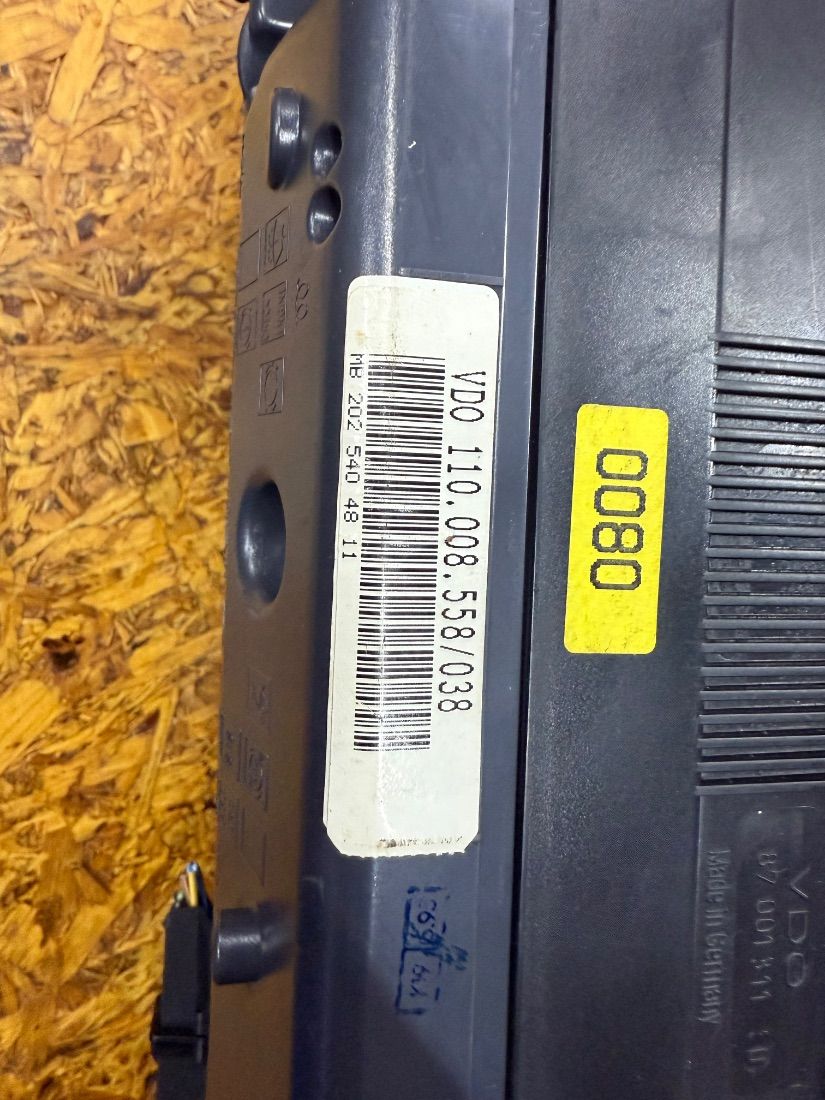 VDO 110.008.558/038
MB 202 540 48 11
0080
VDO
Made in Germany